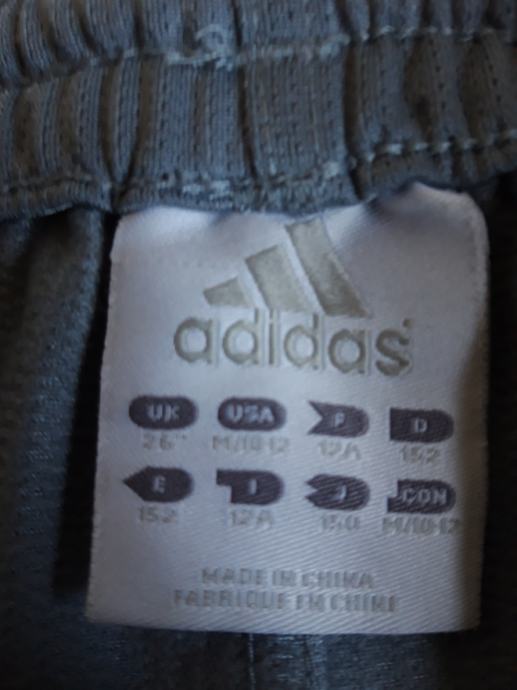 adidas
UK USA F D
26" M/10-12 12A 152
E I J CDN
152 12A 150 M/10-12
MADE IN CHINA
FABRIQUE EN CHINE